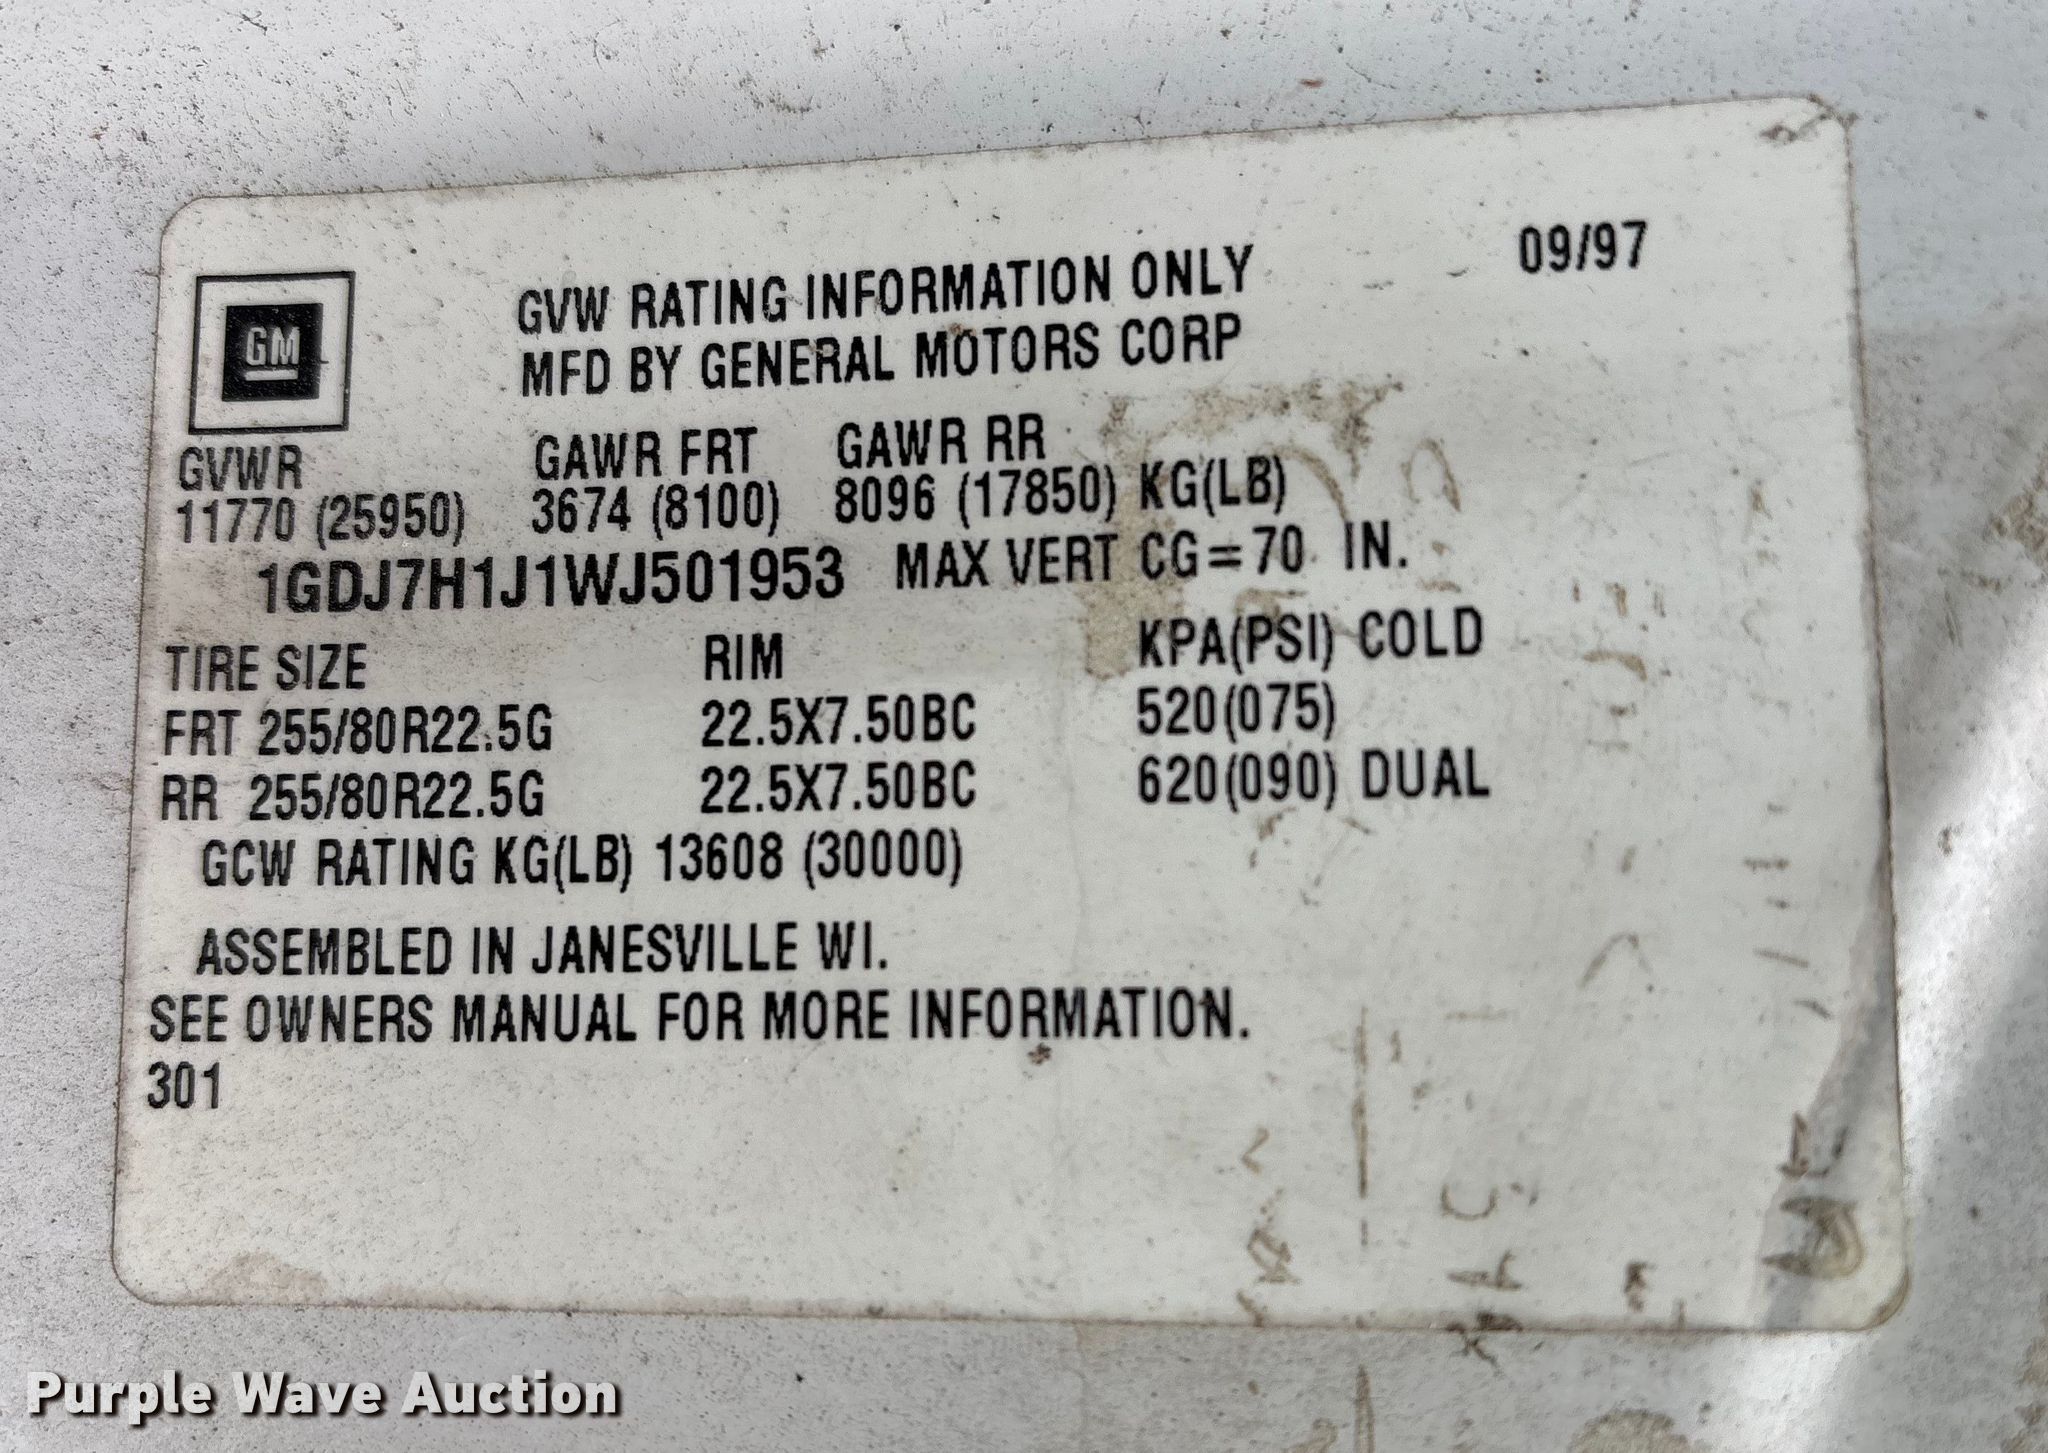 09/97
GM
GVW RATING INFORMATION ONLY
MFD BY GENERAL MOTORS CORP
GVWR GAWR FRT GAWR RR
11770 (25950) 3674 (8100) 8096 (17850) KG(LB)
1GDJ7H1J1WJ501953 MAX VERT CG=70 IN.
TIRE SIZE RIM KPA(PSI) COLD
FRT 255/80R22.5G 22.5X7.50BC 520(075)
RR 255/80R22.5G 22.5X7.50BC 620(090) DUAL
GCW RATING KG(LB) 13608 (30000)
ASSEMBLED IN JANESVILLE WI.
SEE OWNERS MANUAL FOR MORE INFORMATION.
301
Purple Wave Auction